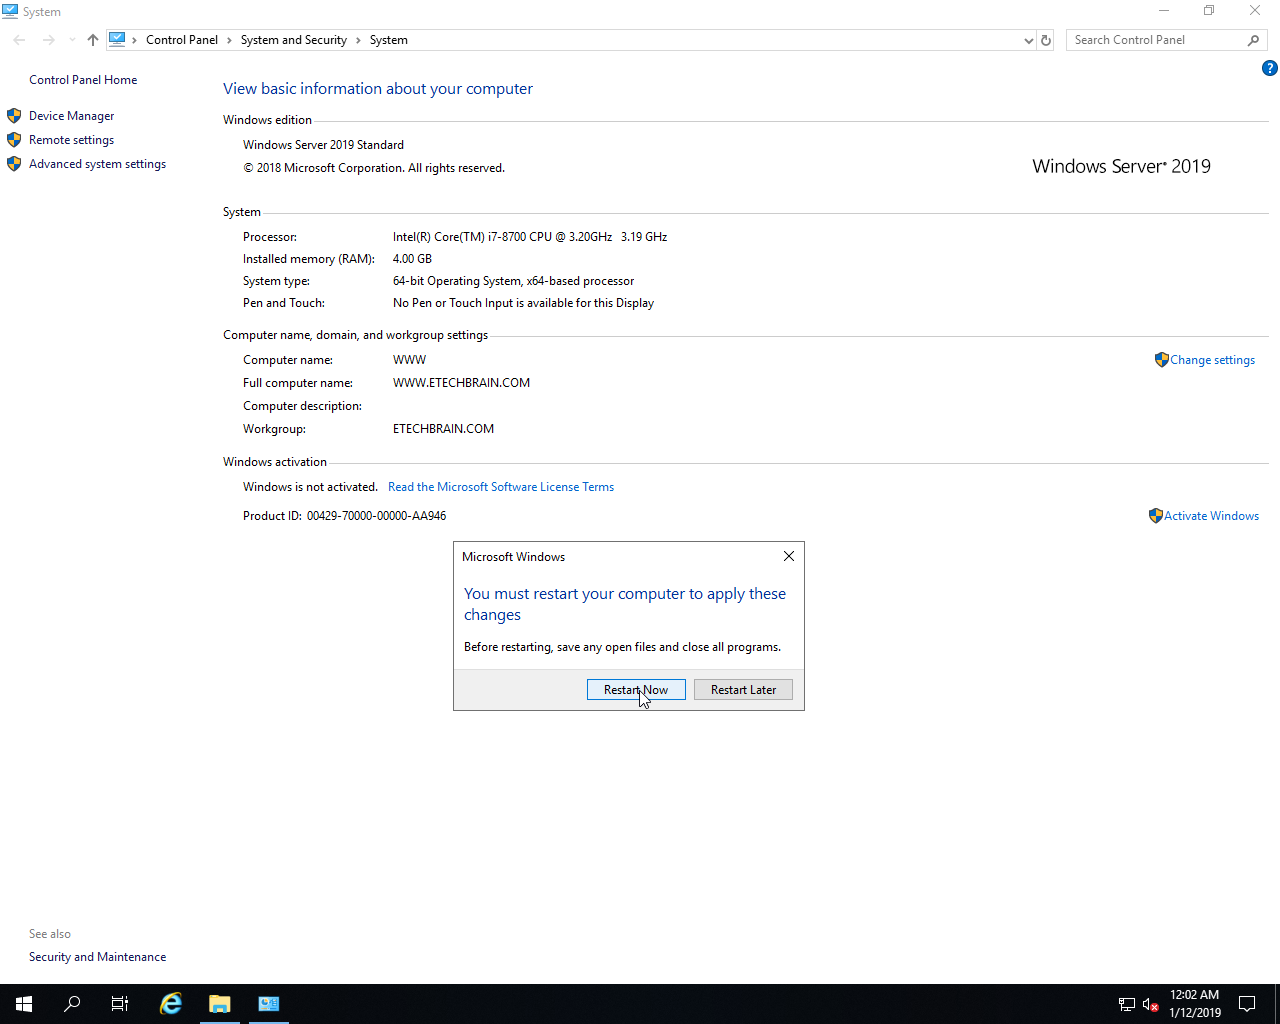 System
Control Panel > System and Security > System
Search Control Panel
Control Panel Home
Device Manager
Remote settings
Advanced system settings
?
View basic information about your computer
Windows edition
Windows Server 2019 Standard
© 2018 Microsoft Corporation. All rights reserved.
Windows Server® 2019
System
Processor: Intel(R) Core(TM) i7-8700 CPU @ 3.20GHz 3.19 GHz
Installed memory (RAM): 4.00 GB
System type: 64-bit Operating System, x64-based processor
Pen and Touch: No Pen or Touch Input is available for this Display
Computer name, domain, and workgroup settings
Computer name: WWW
Change settings
Full computer name: WWW.ETECHBRAIN.COM
Computer description:
Workgroup: ETECHBRAIN.COM
Windows activation
Windows is not activated. Read the Microsoft Software License Terms
Product ID: 00429-70000-00000-AA946
Activate Windows
Microsoft Windows
You must restart your computer to apply these
changes
Before restarting, save any open files and close all programs.
Restart Now
Restart Later
See also
Security and Maintenance
12:02 AM
1/12/2019